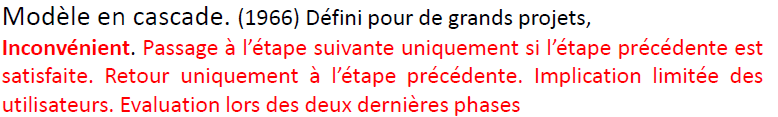 Modèle en cascade. (1966) Défini pour de grands projets,
Inconvénient. Passage à l’étape suivante uniquement si l’étape précédente est
satisfaite. Retour uniquement à l’étape précédente. Implication limitée des
utilisateurs. Evaluation lors des deux dernières phases